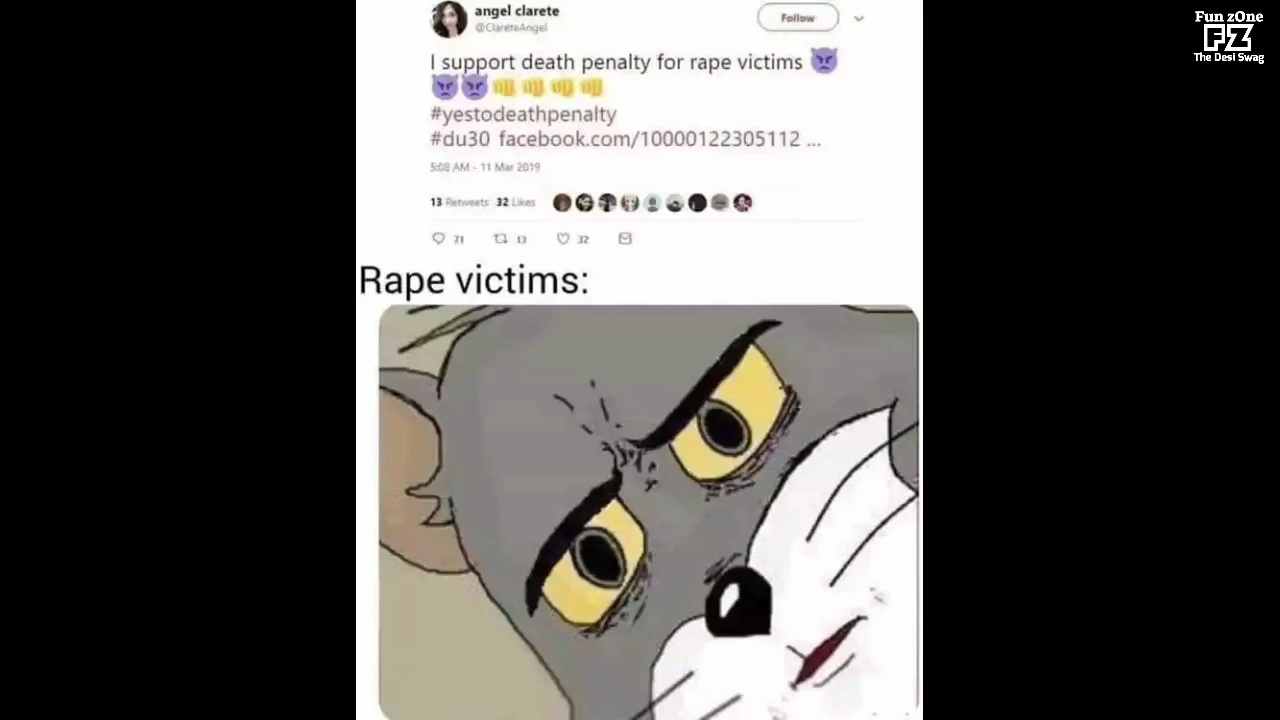 angel clarete
@ClareteAngel
Follow
Fun zOne
FZ
The Desi Swag
I support death penalty for rape victims 👿
👿👿👊👊👊👊
#yestodeathpenalty
#du30 facebook.com/10000122305112 ...
5:08 AM - 11 Mar 2019
13 Retweets 32 Likes
71 13 32
Rape victims: